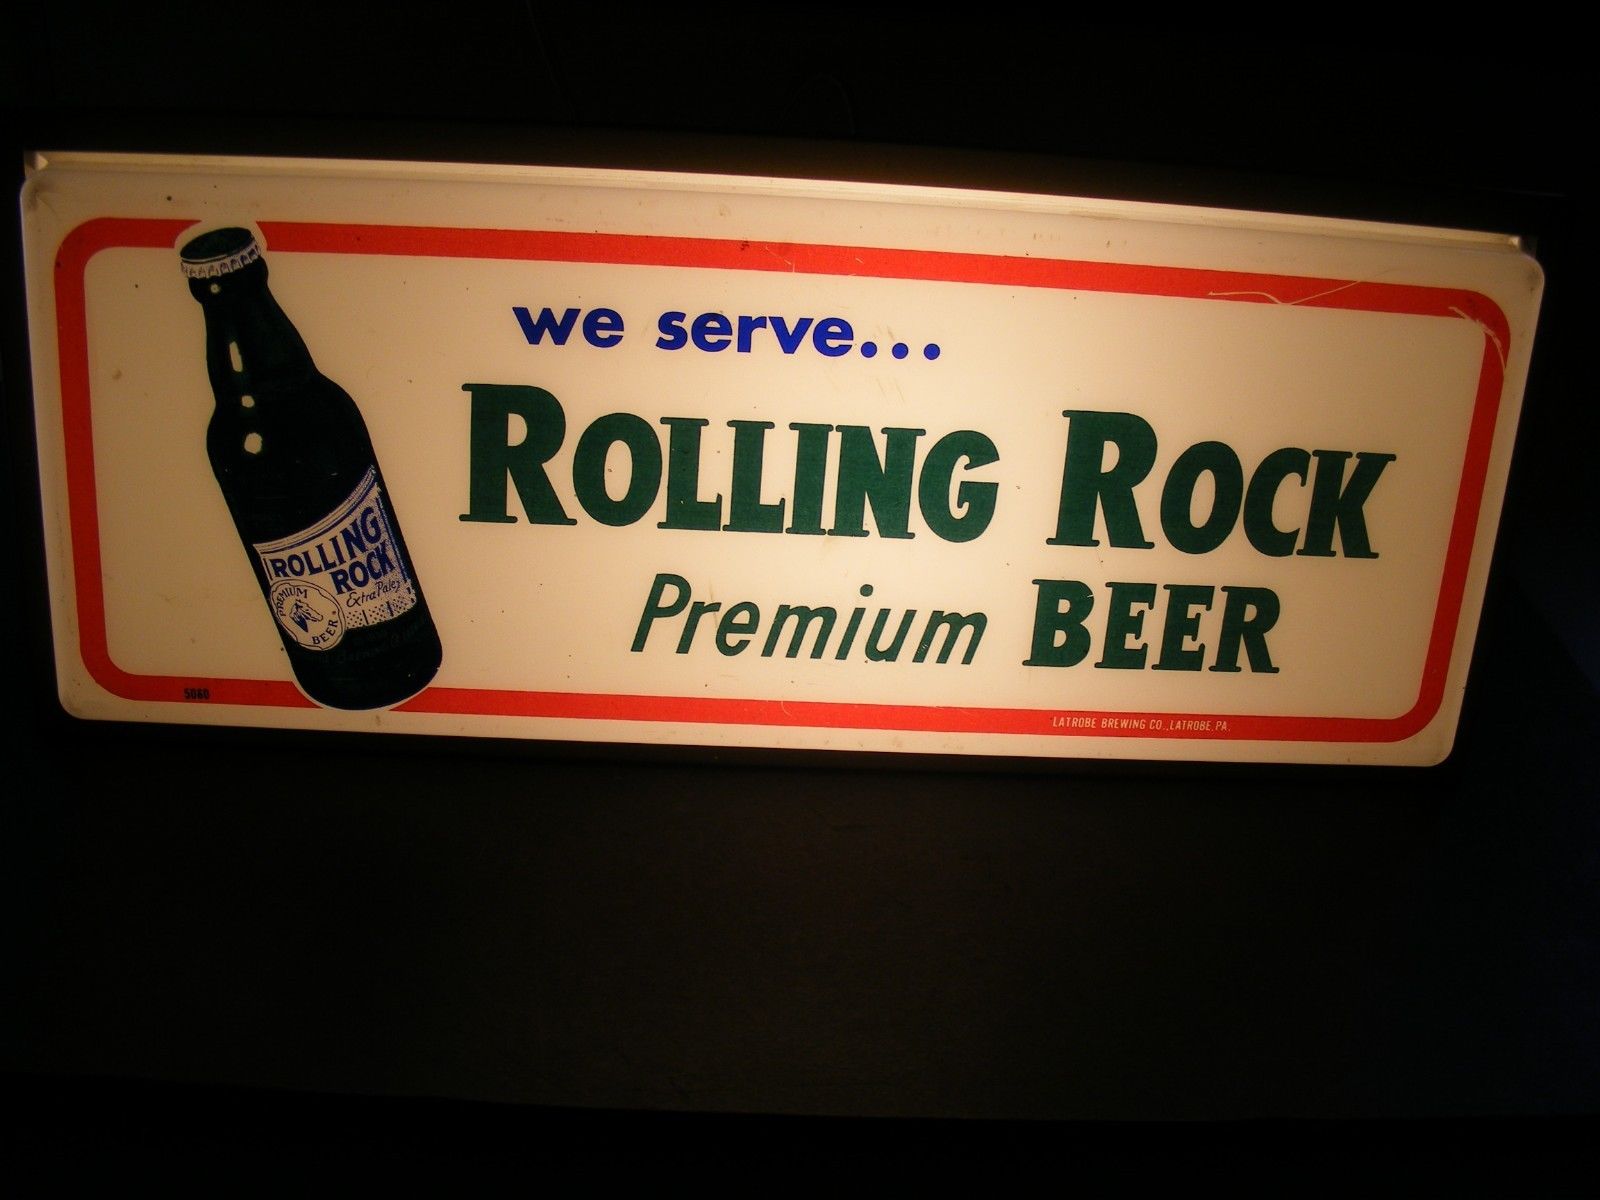 we serve...
ROLLING ROCK
Premium BEER
ROLLING
ROCK
Extra Pale
PREMIUM
BEER
5060
LATROBE BREWING CO., LATROBE, PA.